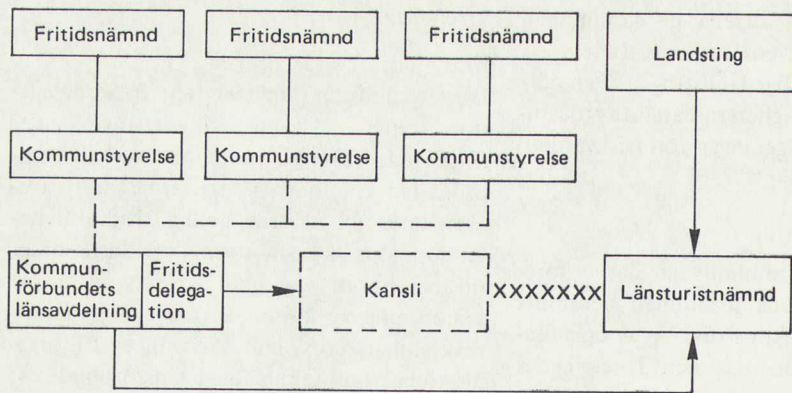 Fritidsnämnd
Fritidsnämnd
Fritidsnämnd
Landsting
Kommunstyrelse
Kommunstyrelse
Kommunstyrelse
Kommun-
förbundets
länsavdelning
Fritids-
delega-
tion
Kansli
XXXXXXX
Länsturistnämnd